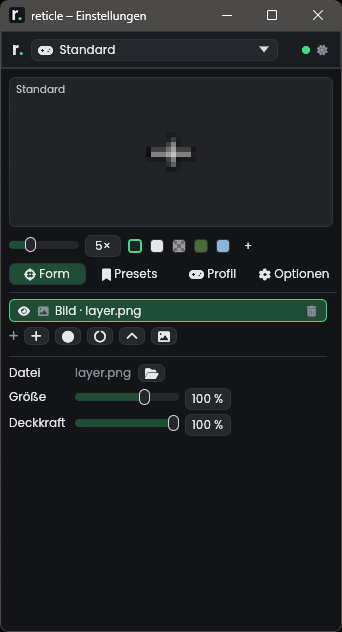 r. reticle – Einstellungen
r. Standard
Standard
5× +
Form Presets Profil Optionen
Bild · layer.png
Datei layer.png
Größe 100 %
Deckkraft 100 %